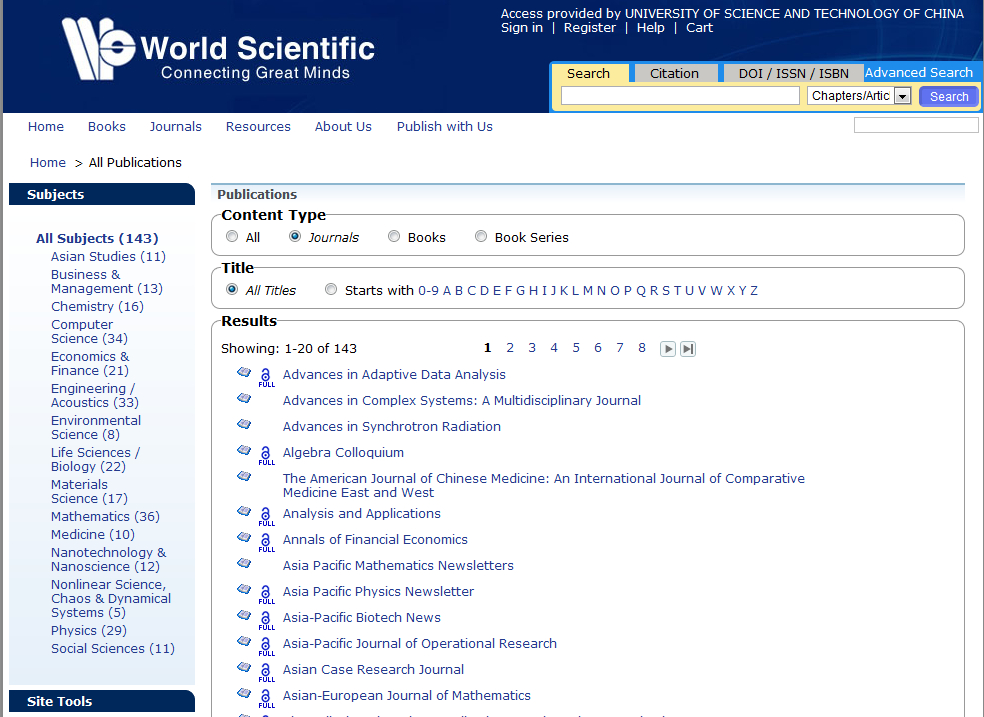 Access provided by UNIVERSITY OF SCIENCE AND TECHNOLOGY OF CHINA
Sign in | Register | Help | Cart
World Scientific
Connecting Great Minds
Search Citation DOI / ISSN / ISBN Advanced Search
Chapters/Artic Search
Home Books Journals Resources About Us Publish with Us
Home > All Publications
Subjects
All Subjects (143)
Asian Studies (11)
Business &
Management (13)
Chemistry (16)
Computer
Science (34)
Economics &
Finance (21)
Engineering /
Acoustics (33)
Environmental
Science (8)
Life Sciences /
Biology (22)
Materials
Science (17)
Mathematics (36)
Medicine (10)
Nanotechnology &
Nanoscience (12)
Nonlinear Science,
Chaos & Dynamical
Systems (5)
Physics (29)
Social Sciences (11)
Site Tools
Publications
Content Type
All Journals Books Book Series
Title
All Titles Starts with 0-9 A B C D E F G H I J K L M N O P Q R S T U V W X Y Z
Results
Showing: 1-20 of 143 1 2 3 4 5 6 7 8
FULL Advances in Adaptive Data Analysis
Advances in Complex Systems: A Multidisciplinary Journal
Advances in Synchrotron Radiation
FULL Algebra Colloquium
The American Journal of Chinese Medicine: An International Journal of Comparative
Medicine East and West
FULL Analysis and Applications
FULL Annals of Financial Economics
Asia Pacific Mathematics Newsletters
FULL Asia Pacific Physics Newsletter
FULL Asia-Pacific Biotech News
FULL Asia-Pacific Journal of Operational Research
FULL Asian Case Research Journal
FULL Asian-European Journal of Mathematics